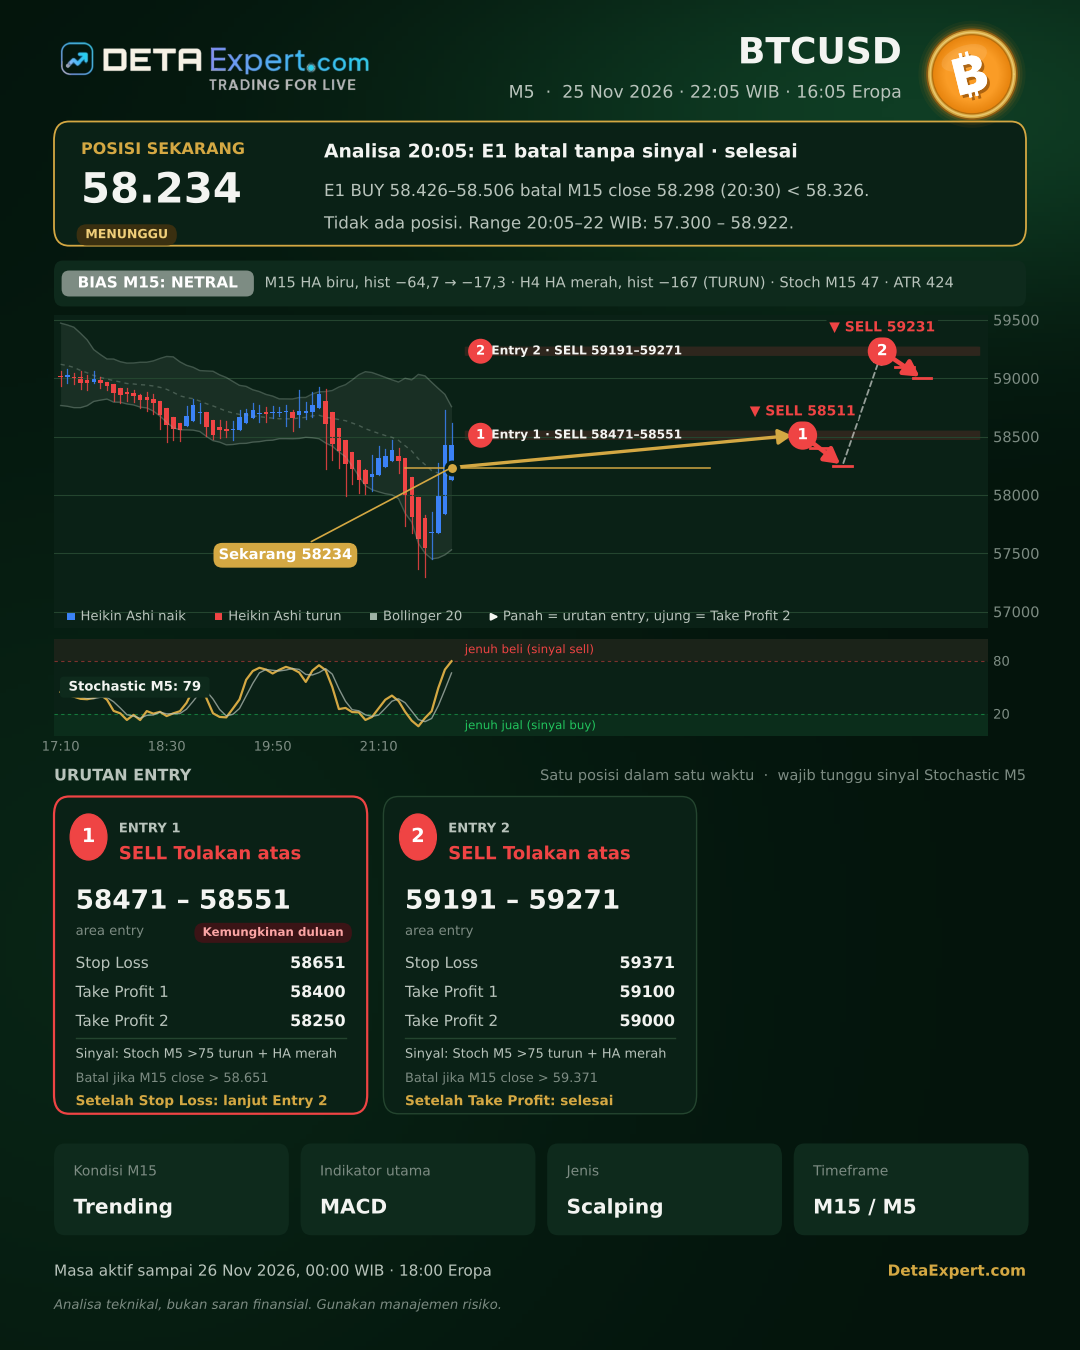 DETA Expert.com
TRADING FOR LIVE
BTCUSD
M5 · 25 Nov 2026 · 22:05 WIB · 16:05 Eropa
POSISI SEKARANG
58.234
MENUNGGU
Analisa 20:05: E1 batal tanpa sinyal · selesai
E1 BUY 58.426–58.506 batal M15 close 58.298 (20:30) < 58.326.
Tidak ada posisi. Range 20:05–22 WIB: 57.300 – 58.922.
BIAS M15: NETRAL
M15 HA biru, hist −64,7 → −17,3 · H4 HA merah, hist −167 (TURUN) · Stoch M15 47 · ATR 424
59500
▼ SELL 59231
2 Entry 2 · SELL 59191–59271
2
59000
▼ SELL 58511
1 Entry 1 · SELL 58471–58551
1
58500
58000
Sekarang 58234
57500
Heikin Ashi naik
Heikin Ashi turun
Bollinger 20
Panah = urutan entry, ujung = Take Profit 2
57000
jenuh beli (sinyal sell)
80
Stochastic M5: 79
20
jenuh jual (sinyal buy)
17:10 18:30 19:50 21:10
URUTAN ENTRY
Satu posisi dalam satu waktu · wajib tunggu sinyal Stochastic M5
1
ENTRY 1
SELL Tolakan atas
58471 – 58551
area entry
Kemungkinan duluan
Stop Loss 58651
Take Profit 1 58400
Take Profit 2 58250
Sinyal: Stoch M5 >75 turun + HA merah
Batal jika M15 close > 58.651
Setelah Stop Loss: lanjut Entry 2
2
ENTRY 2
SELL Tolakan atas
59191 – 59271
area entry
Stop Loss 59371
Take Profit 1 59100
Take Profit 2 59000
Sinyal: Stoch M5 >75 turun + HA merah
Batal jika M15 close > 59.371
Setelah Take Profit: selesai
Kondisi M15
Trending
Indikator utama
MACD
Jenis
Scalping
Timeframe
M15 / M5
Masa aktif sampai 26 Nov 2026, 00:00 WIB · 18:00 Eropa
DetaExpert.com
Analisa teknikal, bukan saran finansial. Gunakan manajemen risiko.